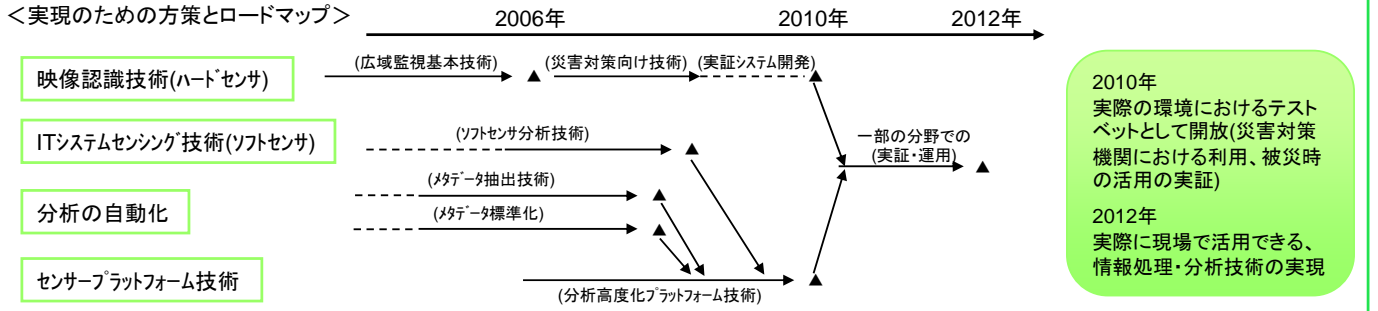 ＜実現のための方策とロードマップ＞
2006年
2010年
2012年
映像認識技術(ハードセンサ)
(広域監視基本技術)
(災害対策向け技術)
(実証システム開発)
ITシステムセンシング技術(ソフトセンサ)
(ソフトセンサ分析技術)
一部の分野での
(実証・運用)
分析の自動化
(メタデータ抽出技術)
(メタデータ標準化)
センサープラットフォーム技術
(分析高度化プラットフォーム技術)
2010年
実際の環境におけるテスト
ベットとして開放(災害対策
機関における利用、被災時
の活用の実証)
2012年
実際に現場で活用できる、
情報処理・分析技術の実現